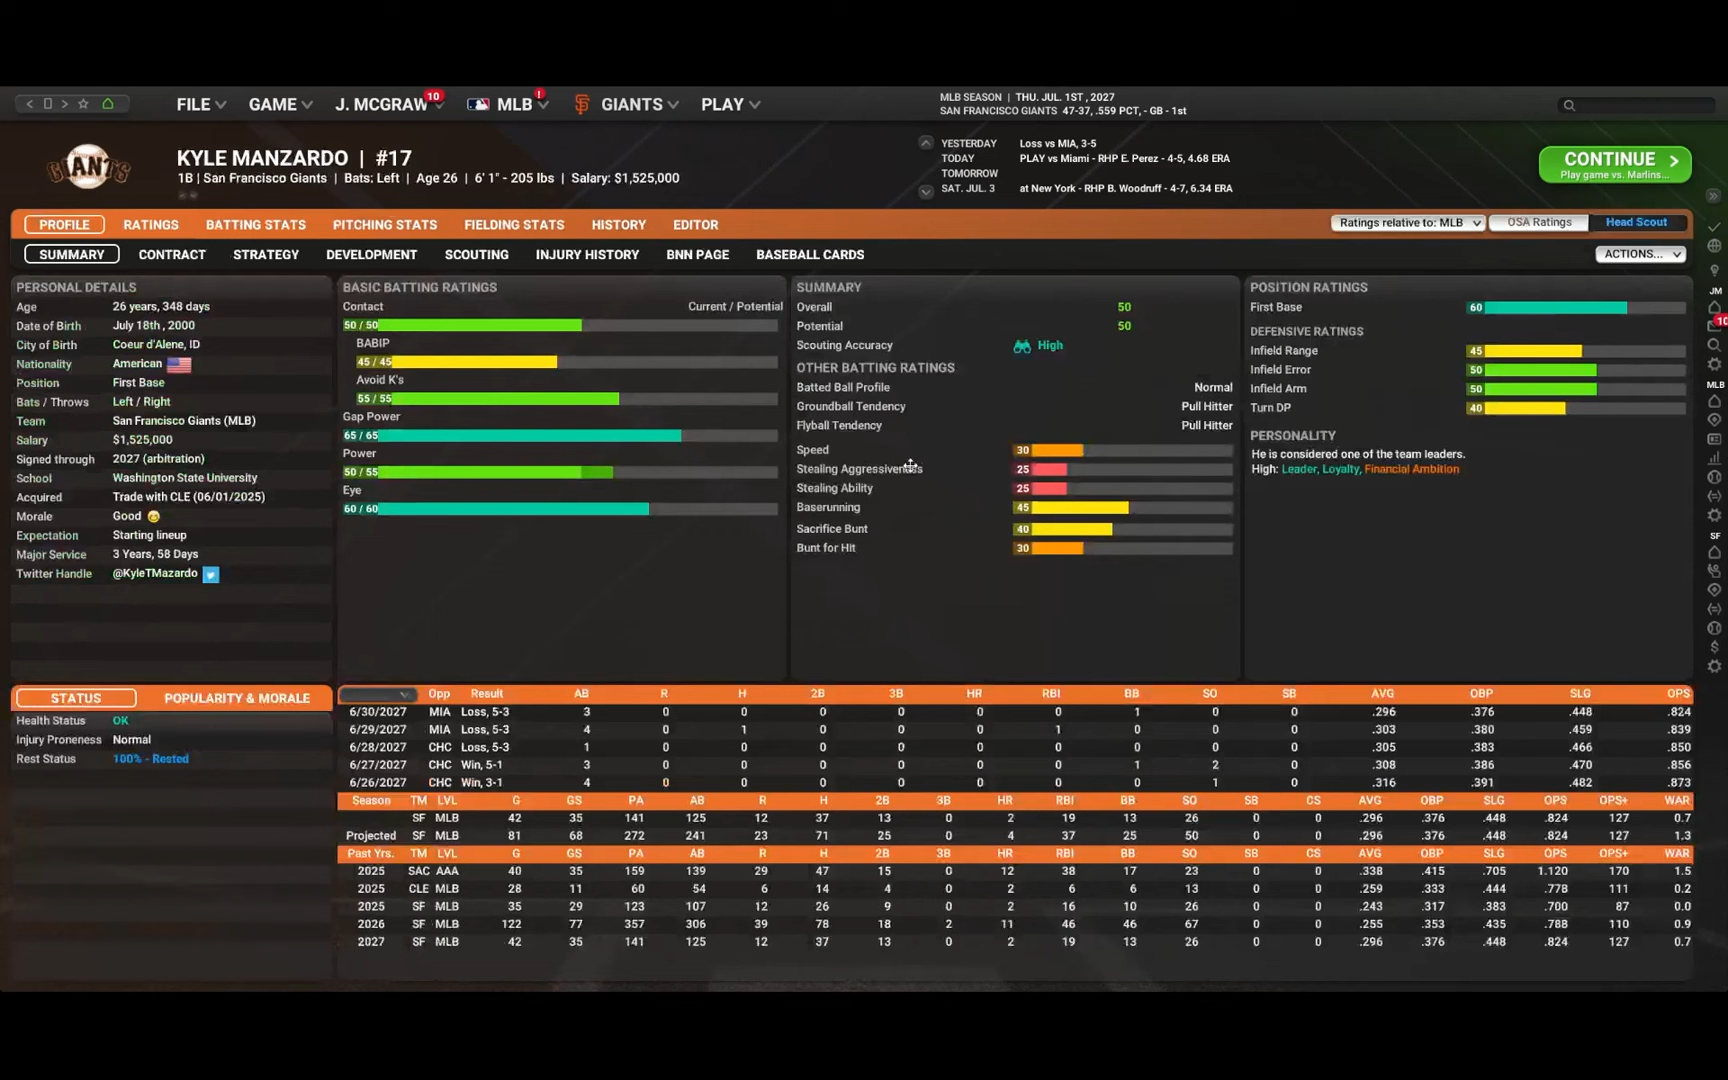 FILE GAME J. MCGRAW 10 MLB ! GIANTS PLAY
MLB SEASON | THU. JUL. 1ST , 2027
SAN FRANCISCO GIANTS 47-37, .559 PCT, - GB - 1st
GIANTS
KYLE MANZARDO | #17
1B | San Francisco Giants | Bats: Left | Age 26 | 6' 1" - 205 lbs | Salary: $1,525,000
YESTERDAY Loss vs MIA, 3-5
TODAY PLAY vs Miami - RHP E. Perez - 4-5, 4.68 ERA
TOMORROW
SAT. JUL. 3 at New York - RHP B. Woodruff - 4-7, 6.34 ERA
CONTINUE >
Play game vs. Marlins...
PROFILE RATINGS BATTING STATS PITCHING STATS FIELDING STATS HISTORY EDITOR
Ratings relative to: MLB OSA Ratings Head Scout
SUMMARY CONTRACT STRATEGY DEVELOPMENT SCOUTING INJURY HISTORY BNN PAGE BASEBALL CARDS
ACTIONS...
PERSONAL DETAILS
Age 26 years, 348 days
Date of Birth July 18th , 2000
City of Birth Coeur d'Alene, ID
Nationality American
Position First Base
Bats / Throws Left / Right
Team San Francisco Giants (MLB)
Salary $1,525,000
Signed through 2027 (arbitration)
School Washington State University
Acquired Trade with CLE (06/01/2025)
Morale Good
Expectation Starting lineup
Major Service 3 Years, 58 Days
Twitter Handle @KyleTMazardo
BASIC BATTING RATINGS
Contact Current / Potential
50 / 50
BABIP
45 / 45
Avoid K's
55 / 55
Gap Power
65 / 65
Power
50 / 55
Eye
60 / 60
SUMMARY
Overall 50
Potential 50
Scouting Accuracy High
OTHER BATTING RATINGS
Batted Ball Profile Normal
Groundball Tendency Pull Hitter
Flyball Tendency Pull Hitter
Speed 30
Stealing Aggressiveness 25
Stealing Ability 25
Baserunning 45
Sacrifice Bunt 40
Bunt for Hit 30
POSITION RATINGS
First Base 60
DEFENSIVE RATINGS
Infield Range 45
Infield Error 50
Infield Arm 50
Turn DP 40
PERSONALITY
He is considered one of the team leaders.
High: Leader, Loyalty, Financial Ambition
JM
10
MLB
SF
STATUS POPULARITY & MORALE
Health Status OK
Injury Proneness Normal
Rest Status 100% - Rested
Opp Result AB R H 2B 3B HR RBI BB SO SB AVG OBP SLG OPS
6/30/2027 MIA Loss, 5-3 3 0 0 0 0 0 0 1 0 0 .296 .376 .448 .824
6/29/2027 MIA Loss, 5-3 4 0 1 0 0 0 1 0 0 0 .303 .380 .459 .839
6/28/2027 CHC Loss, 5-3 1 0 0 0 0 0 0 0 0 0 .305 .383 .466 .850
6/27/2027 CHC Win, 5-1 3 0 0 0 0 0 0 1 2 0 .308 .386 .470 .856
6/26/2027 CHC Win, 3-1 4 0 0 0 0 0 0 0 1 0 .316 .391 .482 .873
Season TM LVL G GS PA AB R H 2B 3B HR RBI BB SO SB CS AVG OBP SLG OPS OPS+ WAR
SF MLB 42 35 141 125 12 37 13 0 2 19 13 26 0 0 .296 .376 .448 .824 127 0.7
Projected SF MLB 81 68 272 241 23 71 25 0 4 37 25 50 0 0 .296 .376 .448 .824 127 1.3
Past Yrs. TM LVL G GS PA AB R H 2B 3B HR RBI BB SO SB CS AVG OBP SLG OPS OPS+ WAR
2025 SAC AAA 40 35 159 139 29 47 15 0 12 38 17 23 0 0 .338 .415 .705 1.120 170 1.5
2025 CLE MLB 28 11 60 54 6 14 4 0 2 6 6 13 0 0 .259 .333 .444 .778 111 0.2
2025 SF MLB 35 29 123 107 12 26 9 0 2 16 10 26 0 0 .243 .317 .383 .700 87 0.0
2026 SF MLB 122 77 357 306 39 78 18 2 11 46 46 67 0 0 .255 .353 .435 .788 110 0.9
2027 SF MLB 42 35 141 125 12 37 13 0 2 19 13 26 0 0 .296 .376 .448 .824 127 0.7